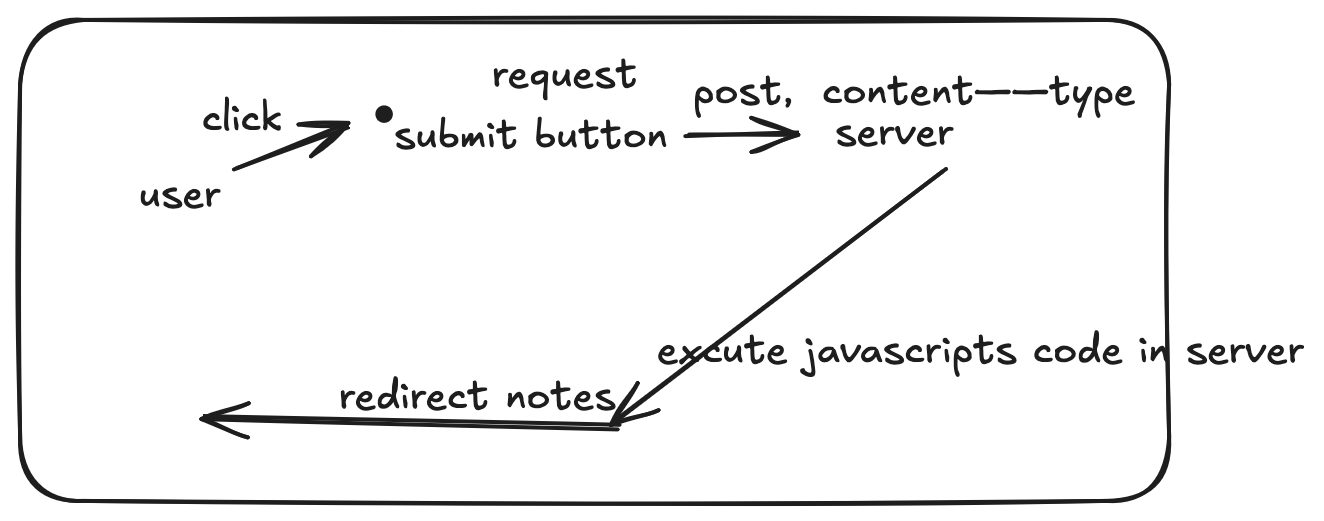 request
click
post, content--type
submit button
server
user
excute javascripts code in server
redirect notes